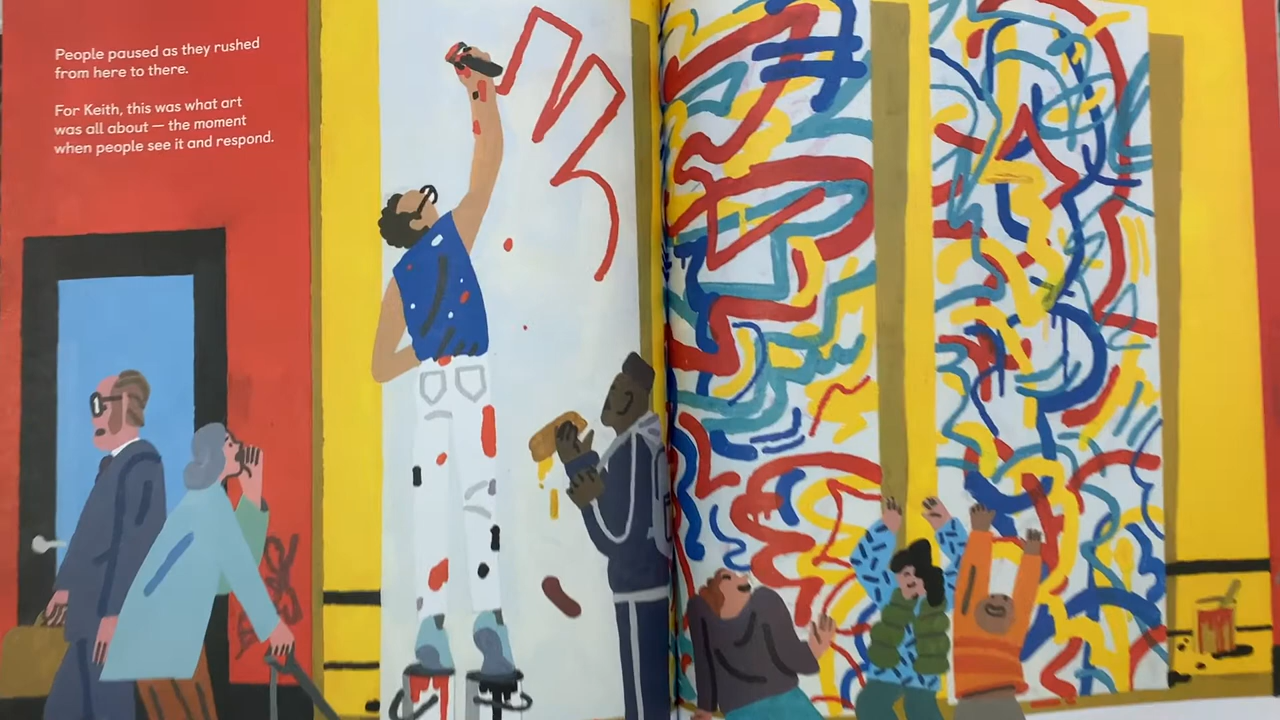 People paused as they rushed
from here to there.
For Keith, this was what art
was all about — the moment
when people see it and respond.